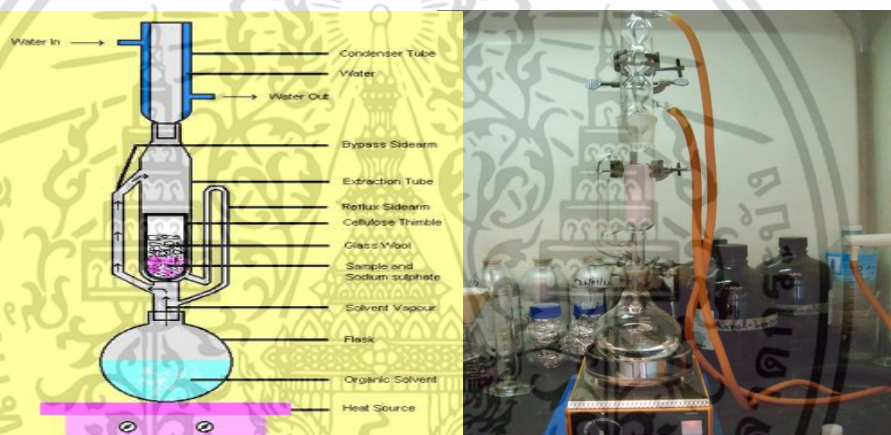 Water In
Condenser Tube
Water
Water Out
Bypass Sidearm
Extraction Tube
Reflux Sidearm
Cellulose Thimble
Glass Wool
Sample and
Sodium sulphate
Solvent Vapour
Flask
Organic Solvent
Heat Source